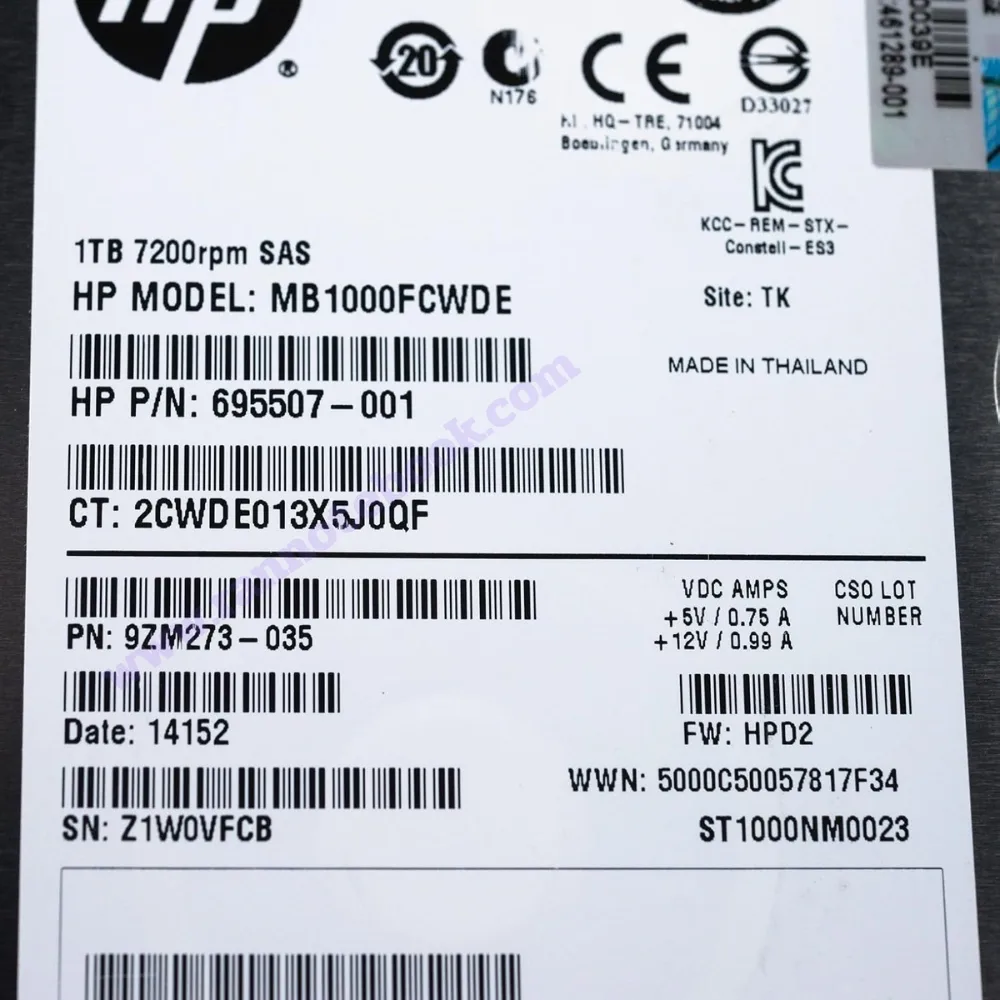 hp ®
20
N176
CE
D33027
HQ-TRE, 71004
Germany
KCC-REM-STX-
Constell-ES3
461289-001
1TB 7200rpm SAS
HP MODEL: MB1000FCWDE
Site: TK
MADE IN THAILAND
HP P/N: 695507-001
CT: 2CWDE013X5J0QF
VDC AMPS
+5V / 0.75 A
+12V / 0.99 A
CSO LOT
NUMBER
PN: 9ZM273-035
Date: 14152
FW: HPD2
WWN: 5000C50057817F34
SN: Z1W0VFCB
ST1000NM0023